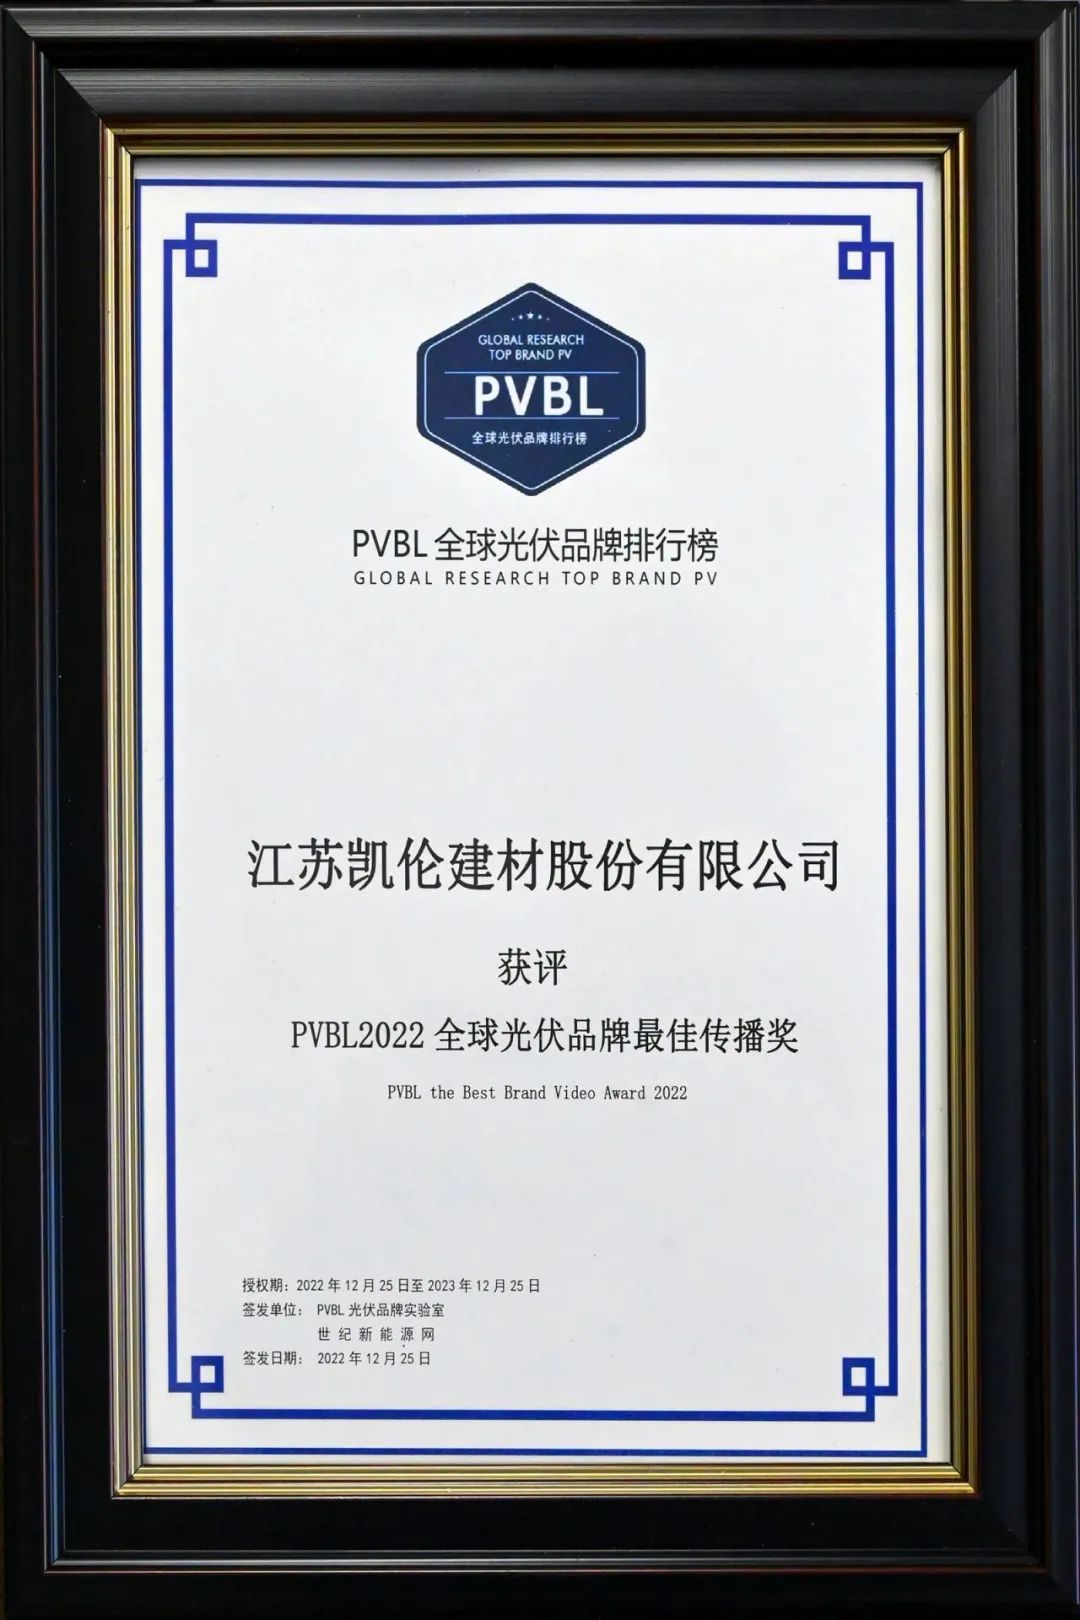 GLOBAL RESEARCH
TOP BRAND PV
PVBL
全球光伏品牌排行榜
PVBL 全球光伏品牌排行榜
GLOBAL RESEARCH TOP BRAND PV
江苏凯伦建材股份有限公司
获评
PVBL2022 全球光伏品牌最佳传播奖
PVBL the Best Brand Video Award 2022
授权期：2022 年 12 月 25 日至 2023 年 12 月 25 日
签发单位： PVBL 光伏品牌实验室
世 纪 新 能 源 网
签发日期： 2022 年 12 月 25 日